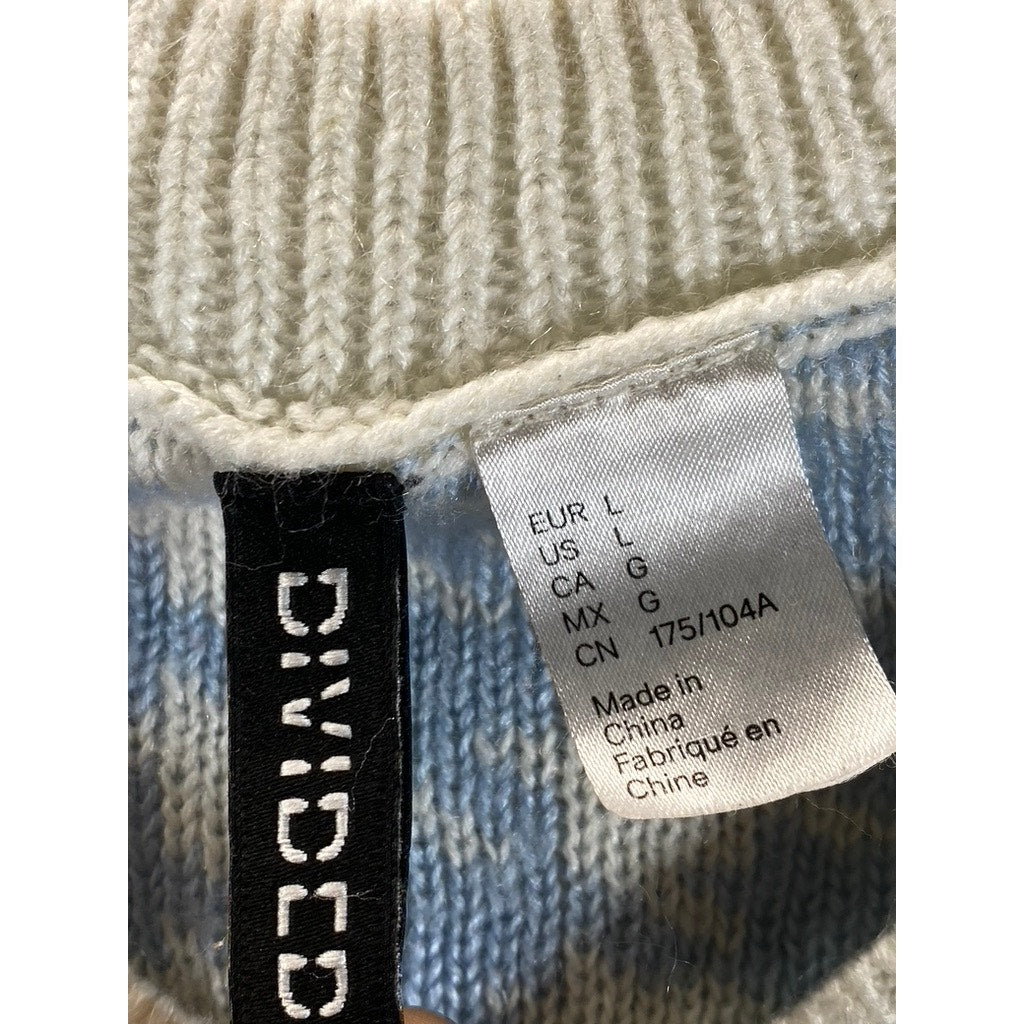 DIVIDED
EUR L
US L
CA G
MX G
CN 175/104A
Made in
China
Fabriqué en
Chine